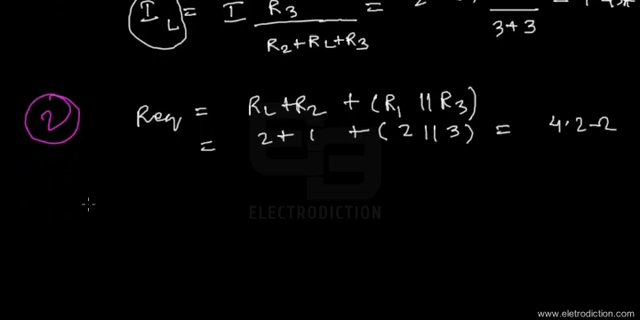 I_L = I R3 / R2+RL+R3 = 2 / 3+3 =
2 Req = RL+R2 + (R1 || R3)
= 2+1 + (2||3) = 4.2Ω
ELECTRODICTION
www.eletrodiction.com